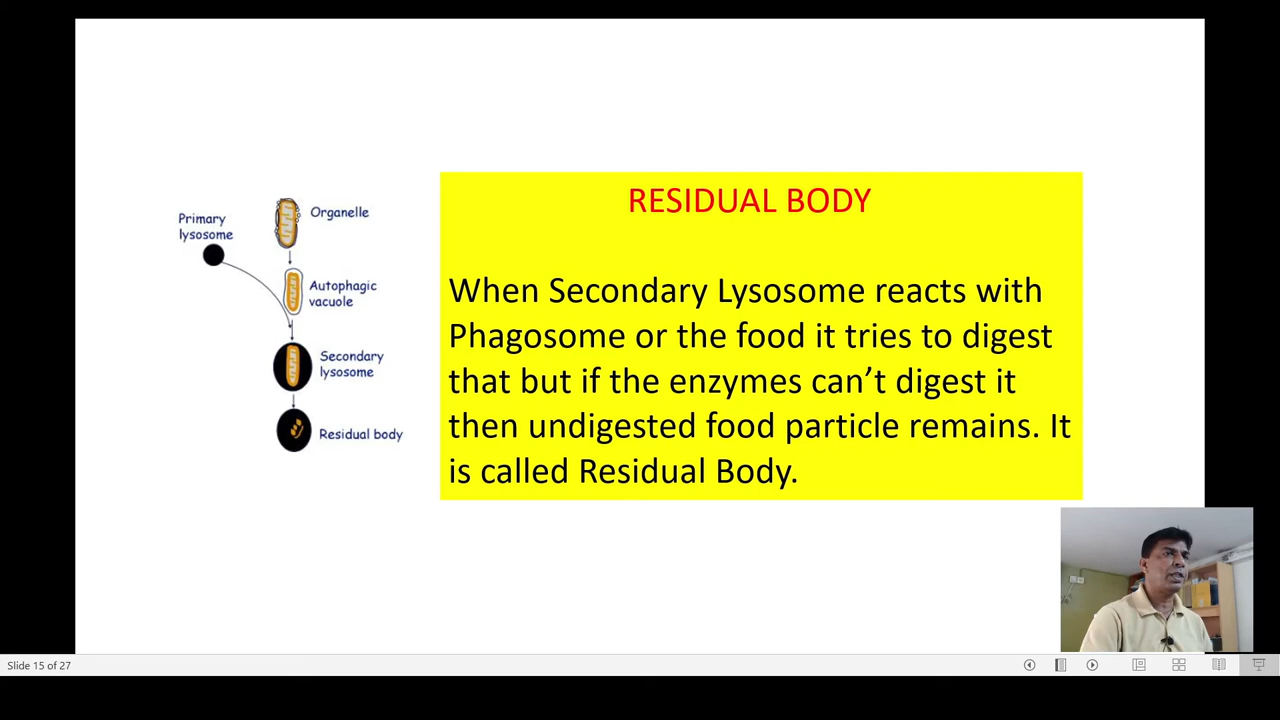 RESIDUAL BODY
When Secondary Lysosome reacts with
Phagosome or the food it tries to digest
that but if the enzymes can’t digest it
then undigested food particle remains. It
is called Residual Body.
Primary
lysosome
Organelle
Autophagic
vacuole
Secondary
lysosome
Residual body
Slide 15 of 27